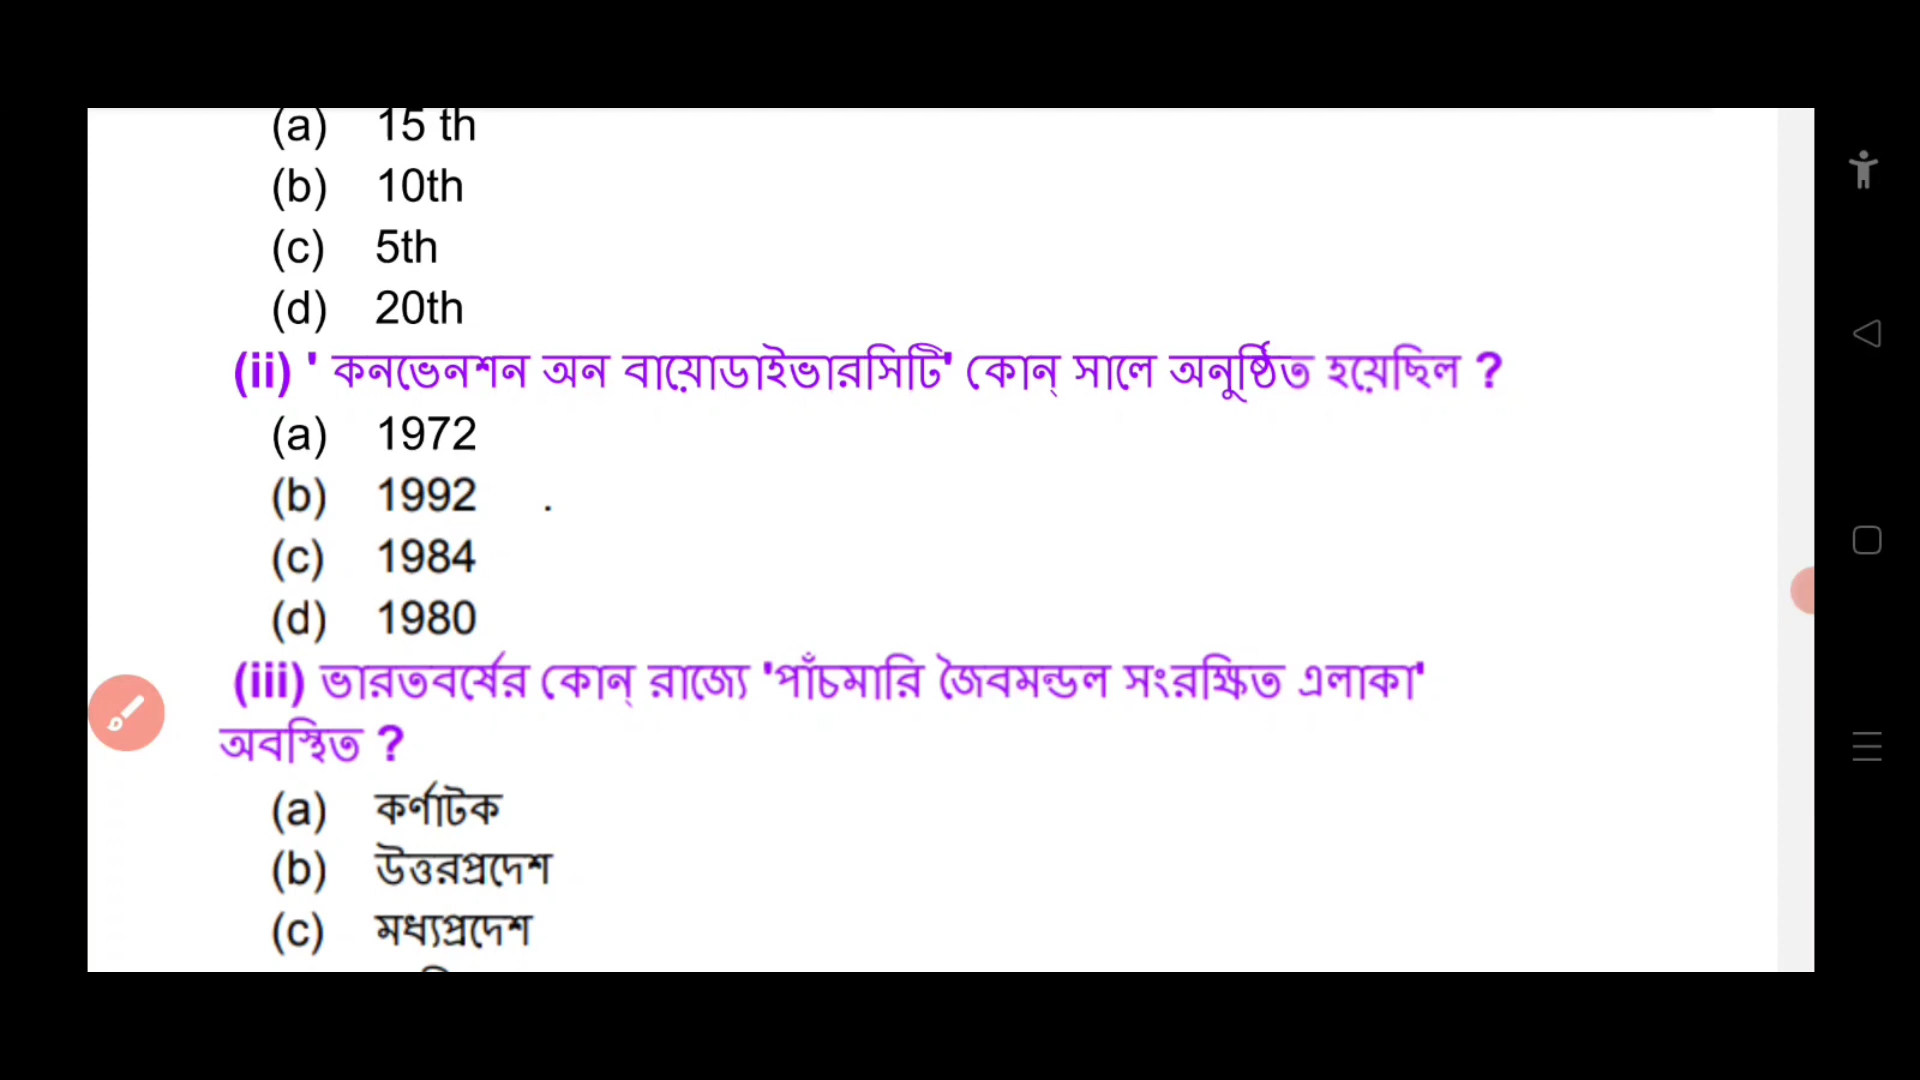 (a) 15 th
(b) 10th
(c) 5th
(d) 20th
(ii) ' কনভেনশন অন বায়োডাইভারসিটি' কোন্ সালে অনুষ্ঠিত হয়েছিল ?
(a) 1972
(b) 1992 .
(c) 1984
(d) 1980
(iii) ভারতবর্ষের কোন্ রাজ্যে 'পাঁচমারি জৈবমন্ডল সংরক্ষিত এলাকা'
অবস্থিত ?
(a) কর্ণাটক
(b) উত্তরপ্রদেশ
(c) মধ্যপ্রদেশ